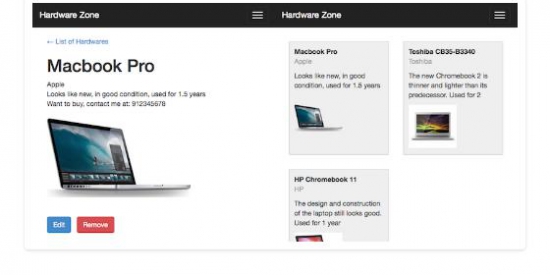 Hardware Zone
← List of Hardwares
Macbook Pro
Apple
Looks like new, in good condition, used for 1.5 years
Want to buy, contact me at: 912345678
Edit
Remove
Hardware Zone
Macbook Pro
Apple
Looks like new, in good
condition, used for 1.5 years
Toshiba CB35-B3340
Toshiba
The new Chromebook 2 is
thinner and lighter than its
predecessor. Used for 2
HP Chromebook 11
HP
The design and construction
of the laptop still looks good.
Used for 1 year